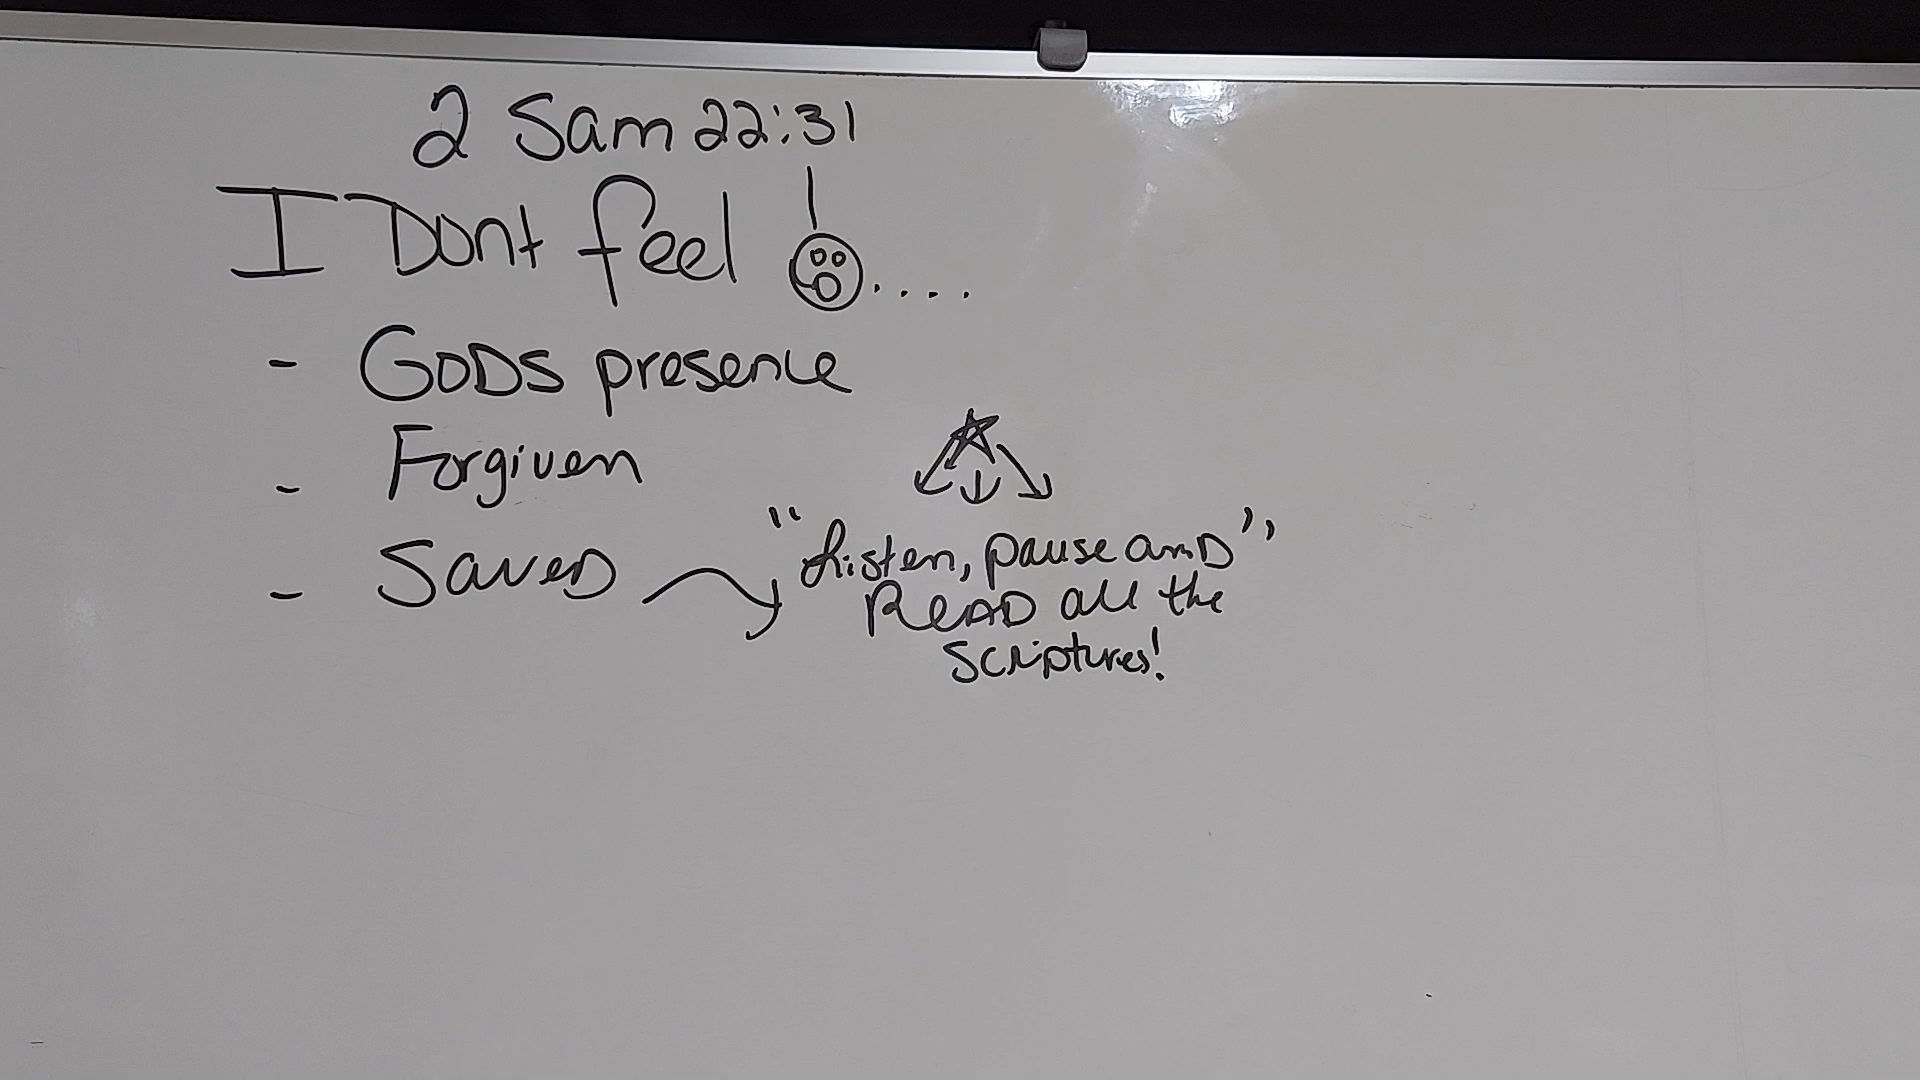 2 Sam 22:31
I Dont feel ....
- GODS presence
- Forgiven
- Saved
"Listen, pause and"
READ all the
scriptures!